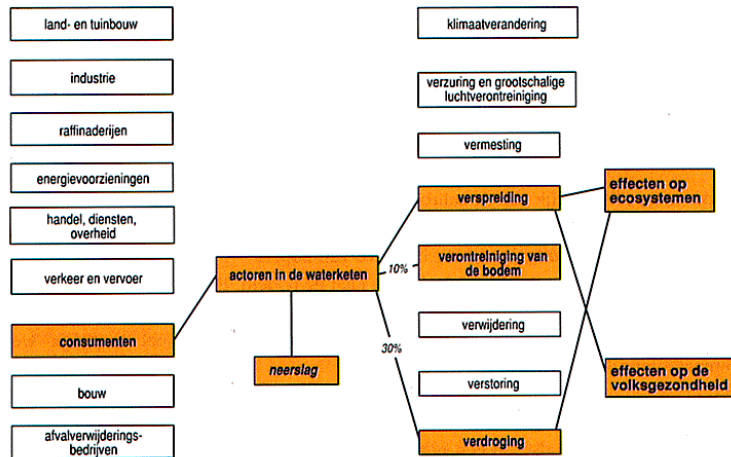 land- en tuinbouw
industrie
raffinaderijen
energievoorzieningen
handel, diensten,
overheid
verkeer en vervoer
consumenten
bouw
afvalverwijderings-
bedrijven
actoren in de waterketen
neerslag
10%
30%
klimaatverandering
verzuring en grootschalige
luchtverontreiniging
vermesting
verspreiding
verontreiniging van
de bodem
verwijdering
verstoring
verdroging
effecten op
ecosystemen
effecten op de
volksgezondheid